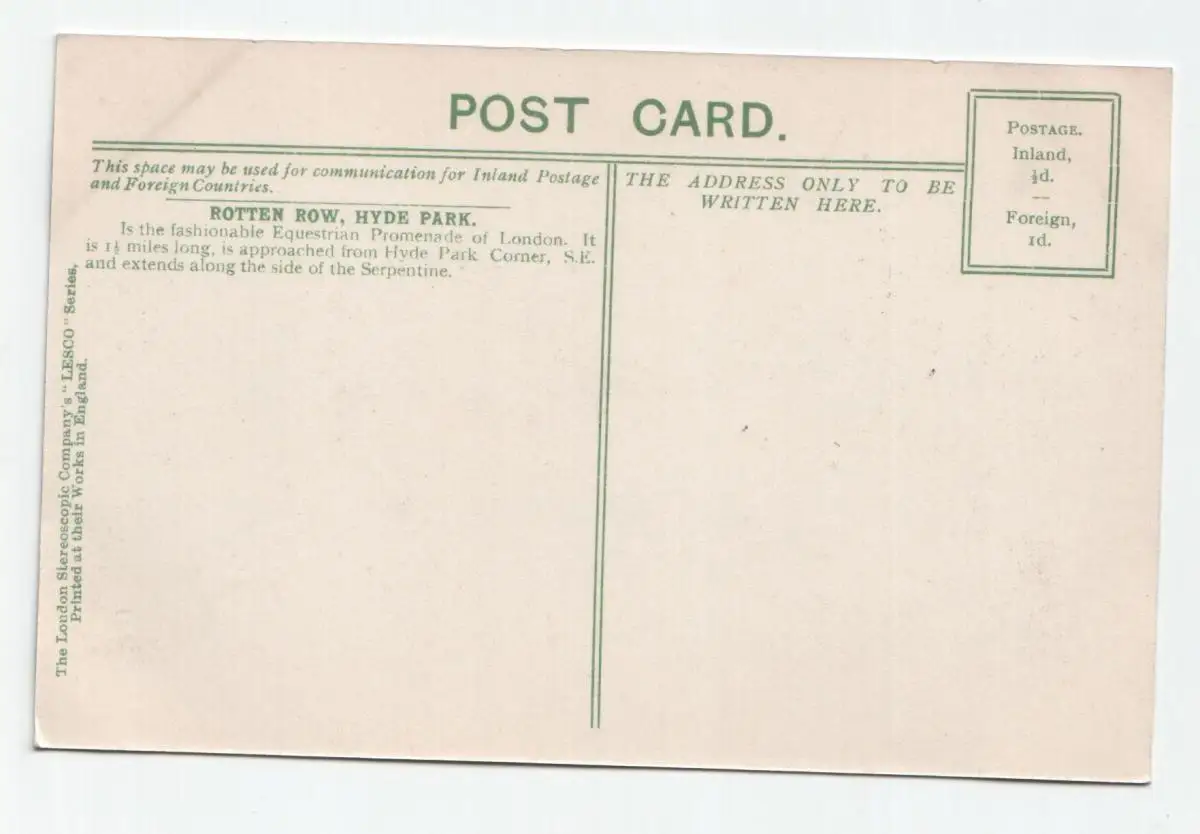 POST CARD.
This space may be used for communication for Inland Postage
and Foreign Countries.
ROTTEN ROW, HYDE PARK.
Is the fashionable Equestrian Promenade of London. It
is 1½ miles long, is approached from Hyde Park Corner, S.E.
and extends along the side of the Serpentine.
THE ADDRESS ONLY TO BE
WRITTEN HERE.
POSTAGE.
Inland,
½d.
—
Foreign,
1d.
The London Stereoscopic Company's "LESCO" Series,
Printed at their Works in England.